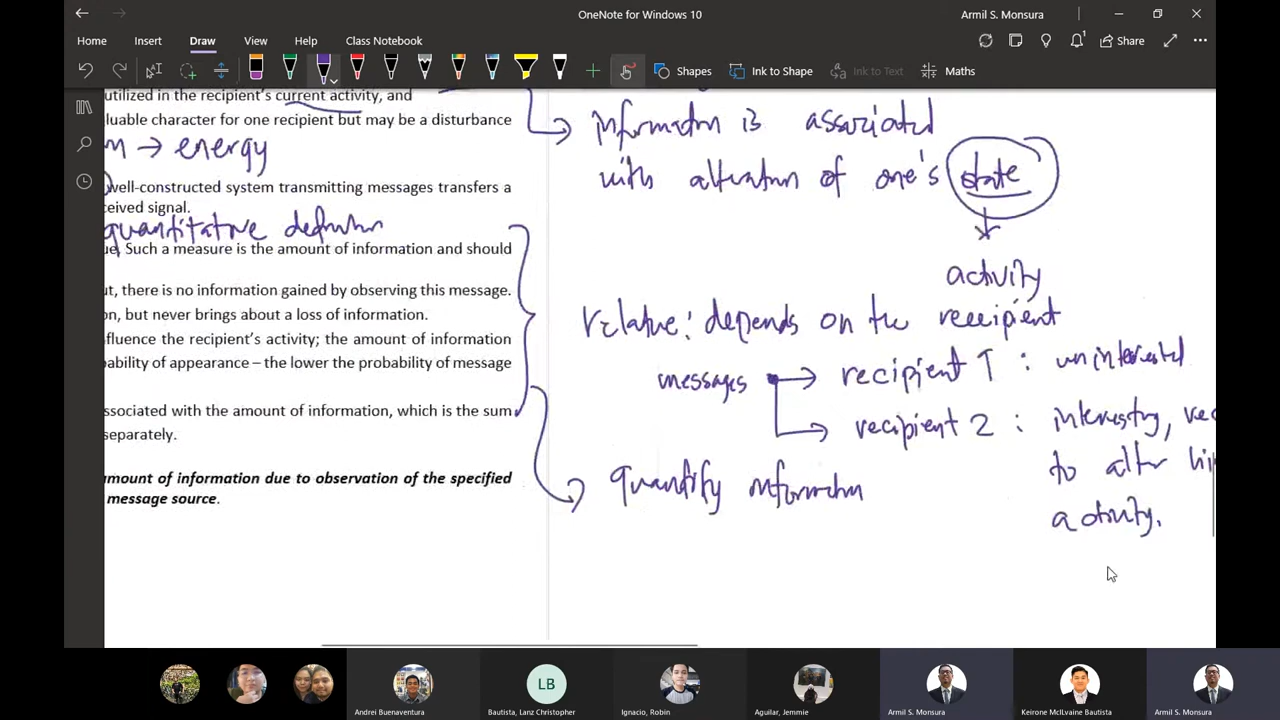 OneNote for Windows 10
Armil S. Monsura
Home Insert Draw View Help Class Notebook
Share
Shapes
Ink to Shape
Ink to Text
Maths
utilized in the recipient's current activity, and
luable character for one recipient but may be a disturbance
→ energy
well-constructed system transmitting messages transfers a
ceived signal.
quantitative
ue, Such a measure is the amount of information and should
ut, there is no information gained by observing this message.
on, but never brings about a loss of information.
fluence the recipient's activity; the amount of information
bability of appearance – the lower the probability of message
ssociated with the amount of information, which is the sum
separately.
amount of information due to observation of the specified
message source.
information is associated
with alteration of one's state
activity
relative: depends on the receipient
messages → recipient 1 : uninterested
→ recipient 2 : interesting,
to alter
activity.
quantify information
LB
Andrei Buenaventura
Bautista, Lanz Christopher
Ignacio, Robin
Aguilar, Jemmie
Armil S. Monsura
Keirone McIlvaine Bautista
Armil S. Monsura